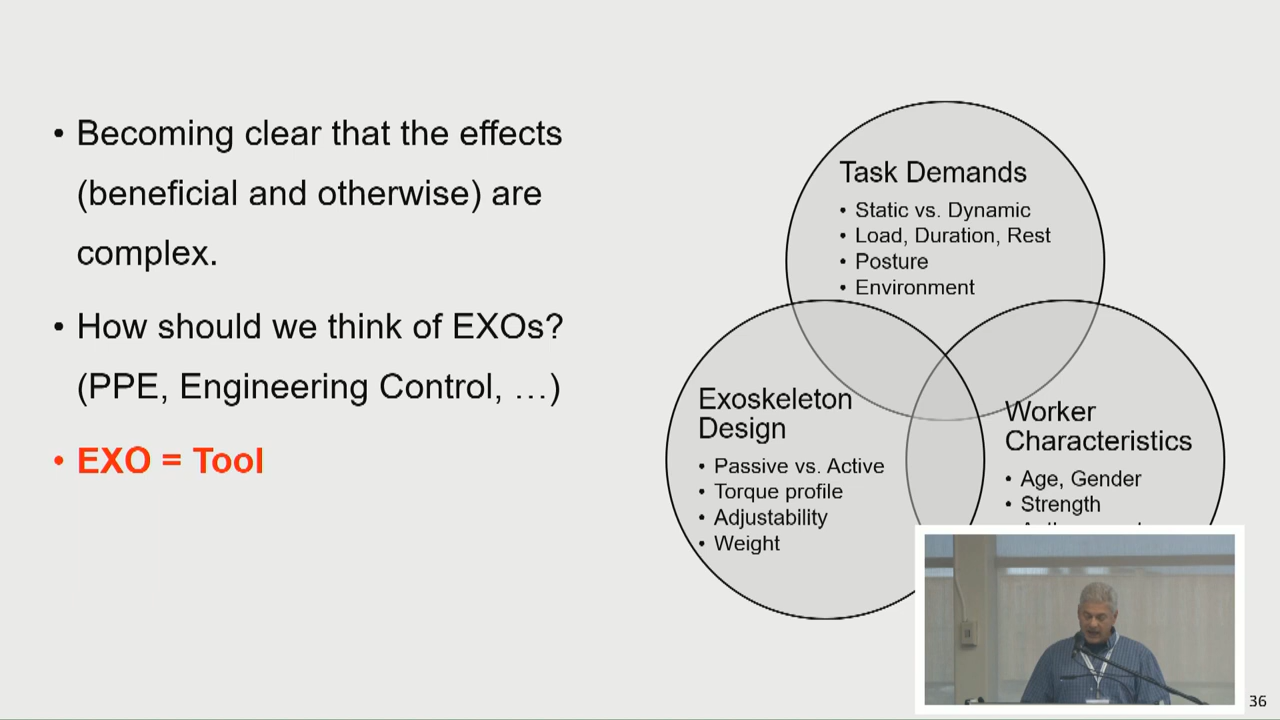 • Becoming clear that the effects
(beneficial and otherwise) are
complex.
• How should we think of EXOs?
(PPE, Engineering Control, …)
• EXO = Tool
Task Demands
• Static vs. Dynamic
• Load, Duration, Rest
• Posture
• Environment
Exoskeleton
Design
• Passive vs. Active
• Torque profile
• Adjustability
• Weight
Worker
Characteristics
• Age, Gender
• Strength
36